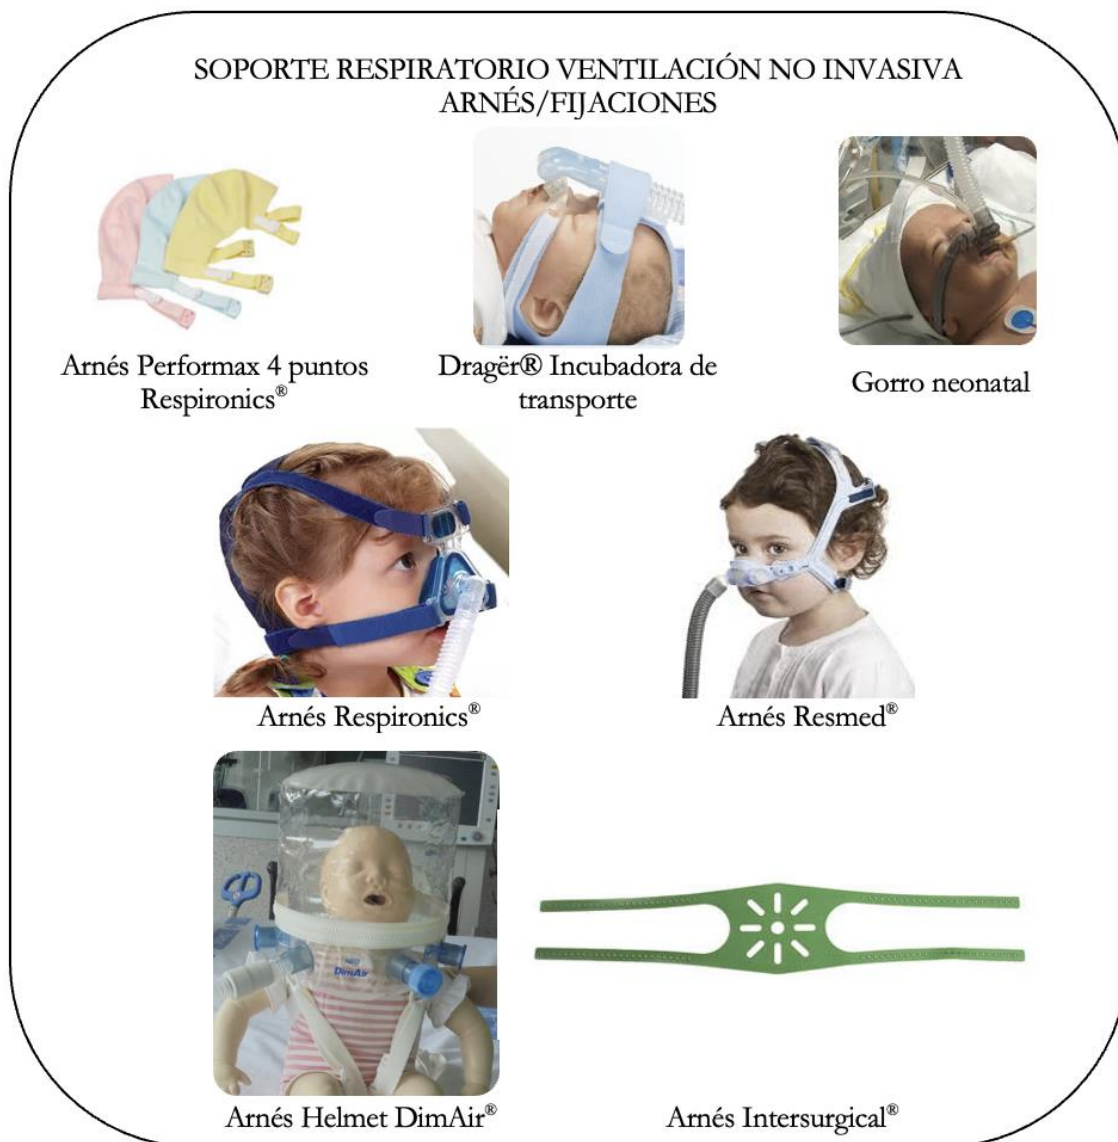 SOPORTE RESPIRATORIO VENTILACIÓN NO INVASIVA
ARNÉS/FIJACIONES
Arnés Performax 4 puntos
Respironics®
Dragër® Incubadora de
transporte
Gorro neonatal
Arnés Respironics®
Arnés Resmed®
NEO
DimAir
Arnés Helmet DimAir®
Arnés Intersurgical®